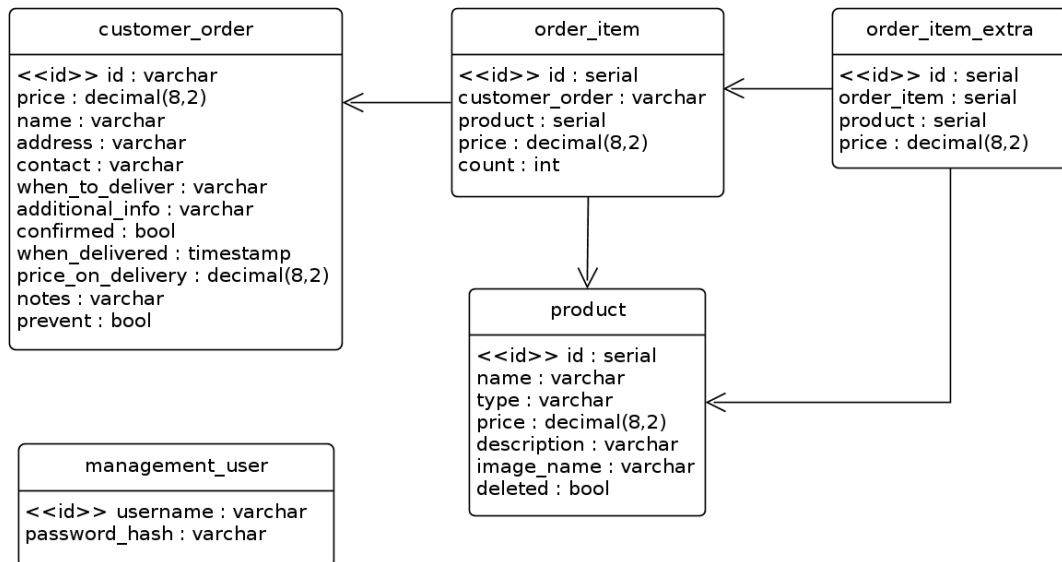 customer_order
<<id>> id : varchar
price : decimal(8,2)
name : varchar
address : varchar
contact : varchar
when_to_deliver : varchar
additional_info : varchar
confirmed : bool
when_delivered : timestamp
price_on_delivery : decimal(8,2)
notes : varchar
prevent : bool
order_item
<<id>> id : serial
customer_order : varchar
product : serial
price : decimal(8,2)
count : int
order_item_extra
<<id>> id : serial
order_item : serial
product : serial
price : decimal(8,2)
product
<<id>> id : serial
name : varchar
type : varchar
price : decimal(8,2)
description : varchar
image_name : varchar
deleted : bool
management_user
<<id>> username : varchar
password_hash : varchar